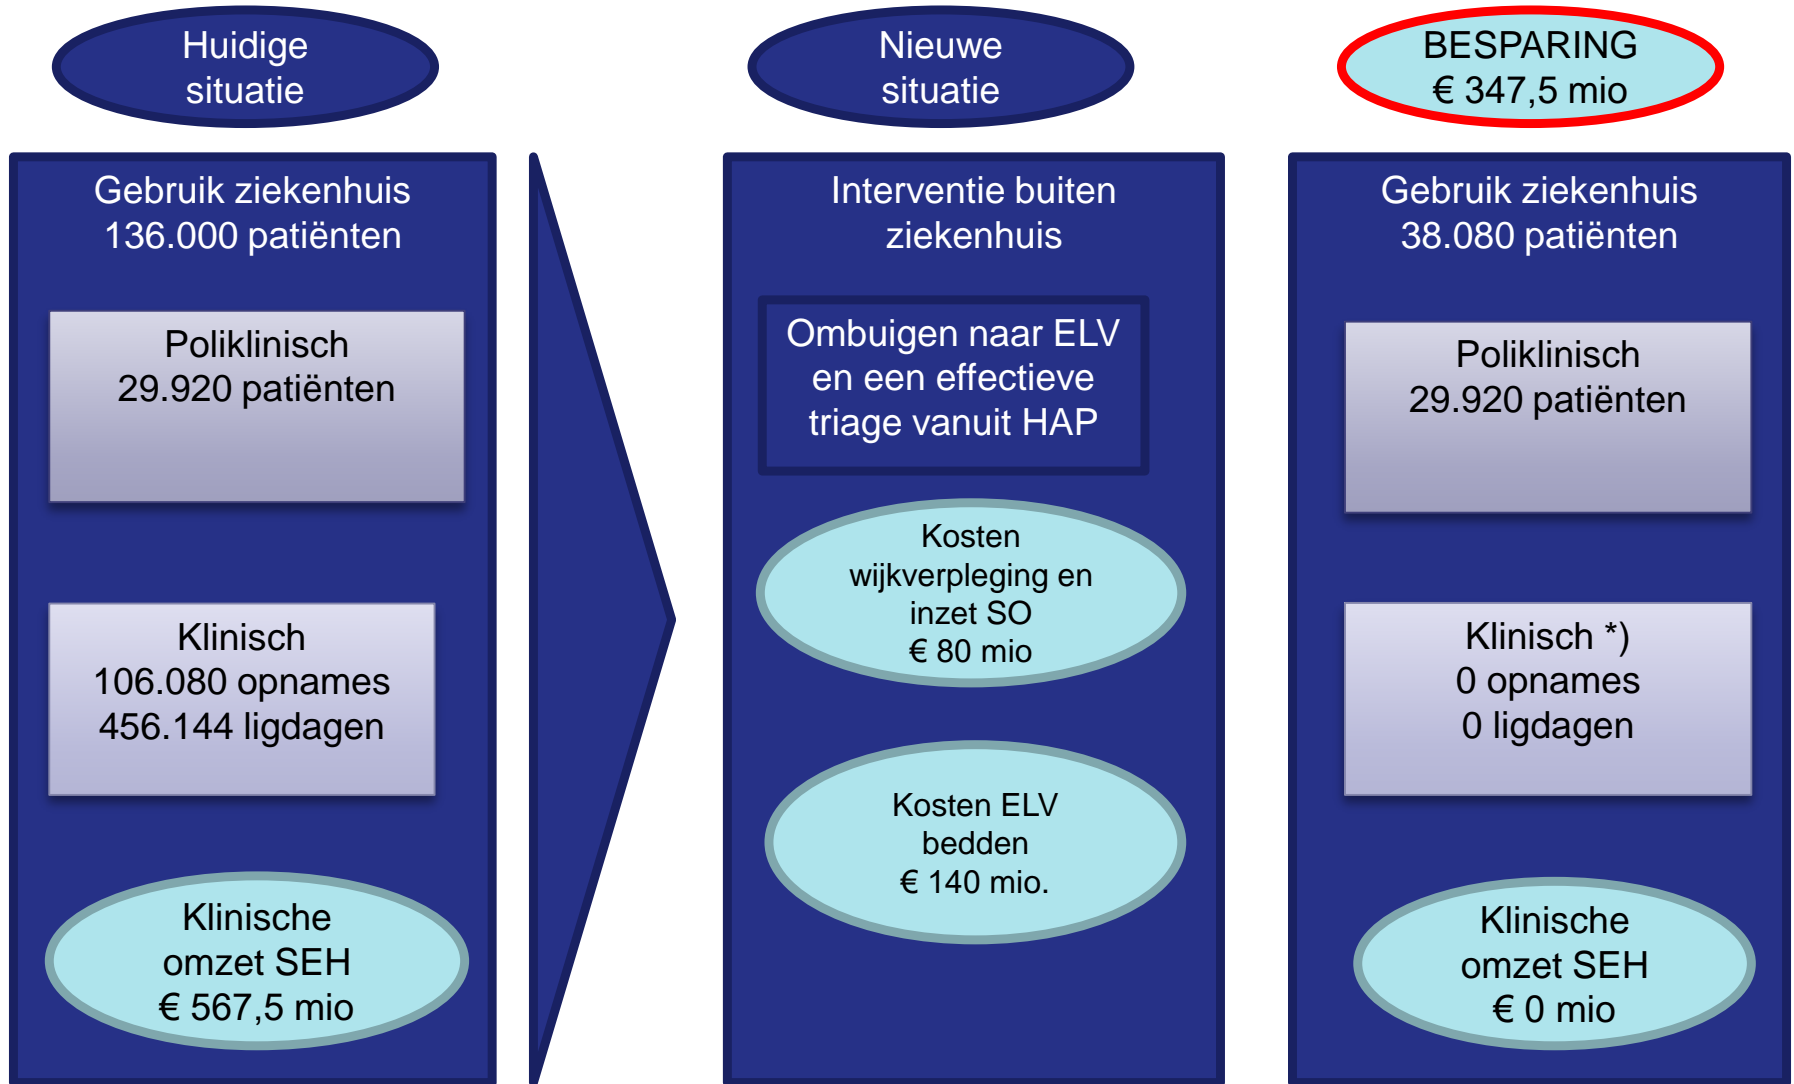 Huidige
situatie
Gebruik ziekenhuis
136.000 patiënten
Poliklinisch
29.920 patiënten
Klinisch
106.080 opnames
456.144 ligdagen
Klinische
omzet SEH
€ 567,5 mio
Nieuwe
situatie
Interventie buiten
ziekenhuis
Ombuigen naar ELV
en een effectieve
triage vanuit HAP
Kosten
wijkverpleging en
inzet SO
€ 80 mio
Kosten ELV
bedden
€ 140 mio.
BESPARING
€ 347,5 mio
Gebruik ziekenhuis
38.080 patiënten
Poliklinisch
29.920 patiënten
Klinisch *)
0 opnames
0 ligdagen
Klinische
omzet SEH
€ 0 mio